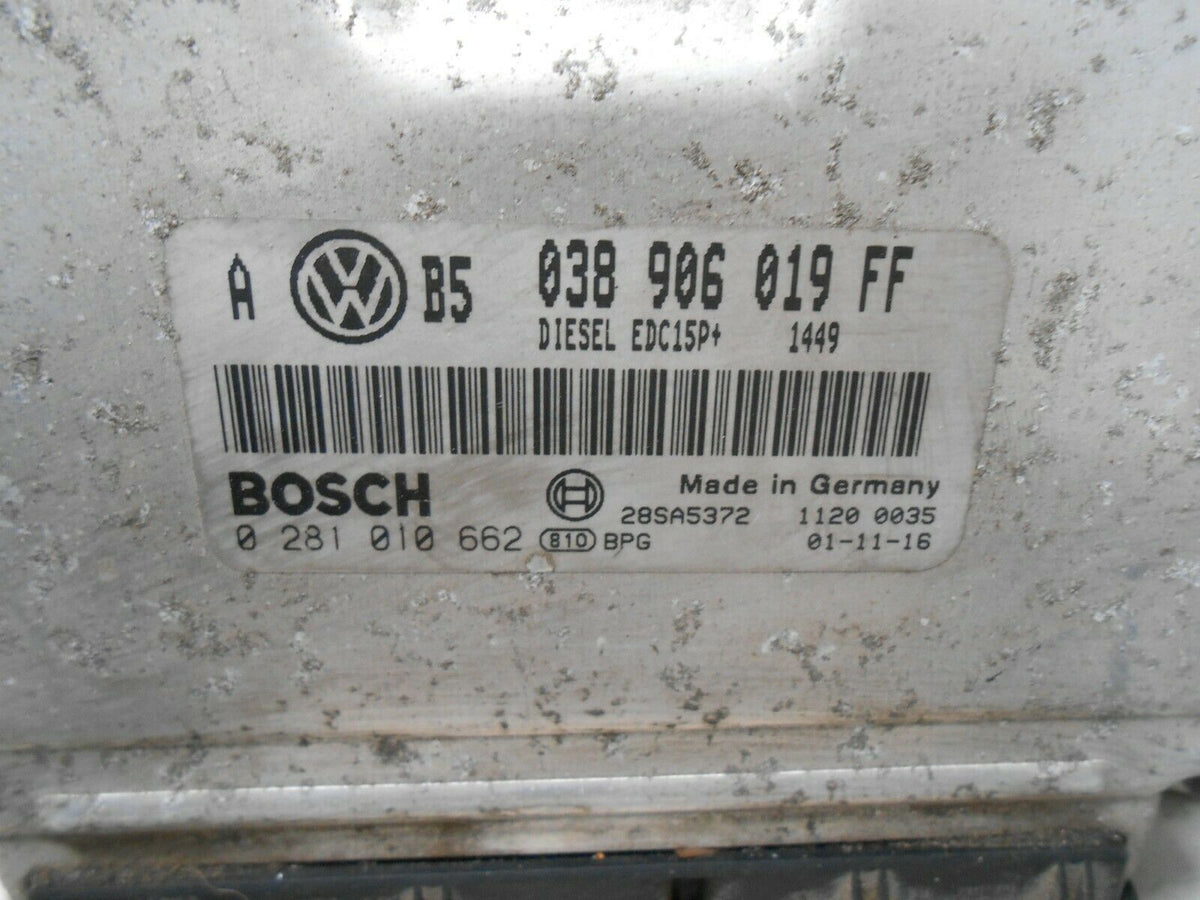 A VW B5 038 906 019 FF
DIESEL EDC15P+ 1449
BOSCH Made in Germany
28SA5372 1120 0035
0 281 010 662 810 BPG 01-11-16